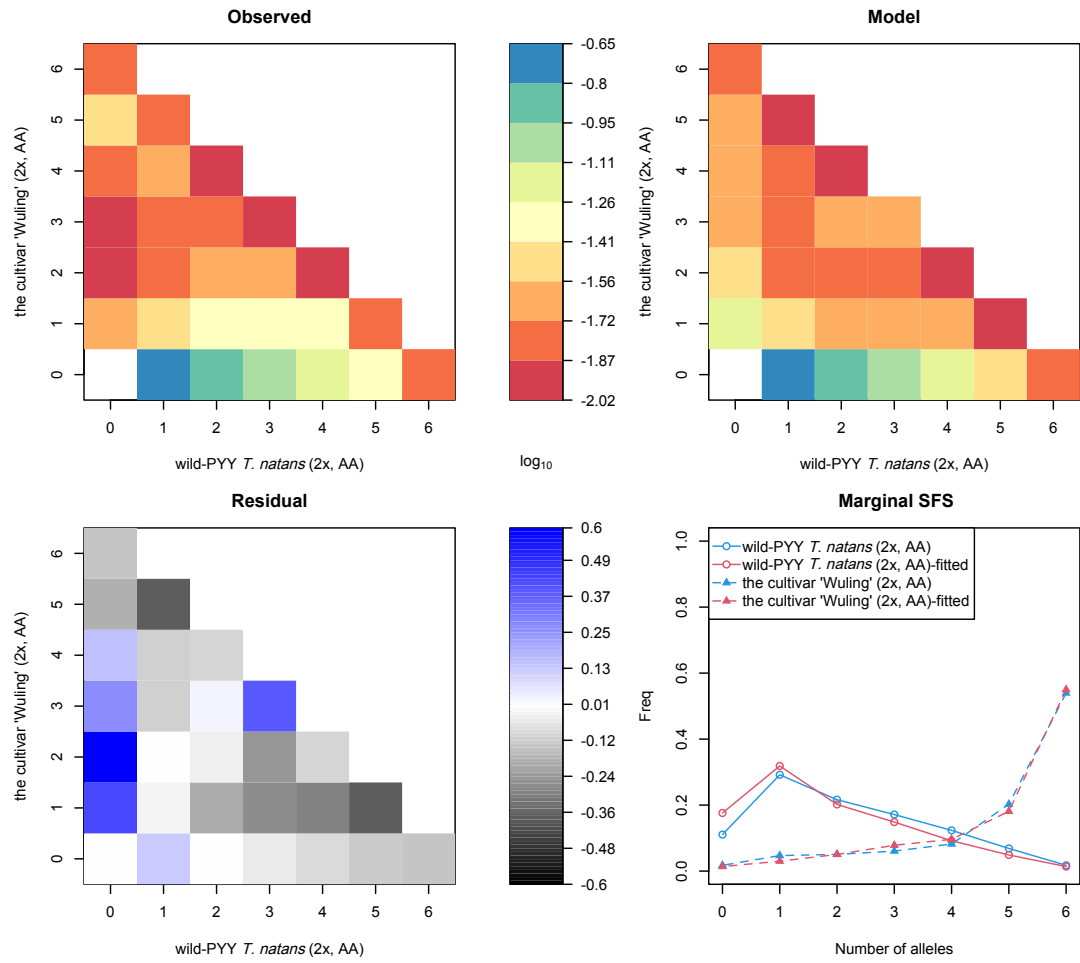 Observed
the cultivar 'Wuling' (2x, AA)
6
5
4
3
2
1
0
0 1 2 3 4 5 6
wild-PYY T. natans (2x, AA)
-0.65
-0.8
-0.95
-1.11
-1.26
-1.41
-1.56
-1.72
-1.87
-2.02
log₁₀
Model
the cultivar 'Wuling' (2x, AA)
6
5
4
3
2
1
0
0 1 2 3 4 5 6
wild-PYY T. natans (2x, AA)
Residual
the cultivar 'Wuling' (2x, AA)
6
5
4
3
2
1
0
0 1 2 3 4 5 6
wild-PYY T. natans (2x, AA)
0.6
0.49
0.37
0.25
0.13
0.01
-0.12
-0.24
-0.36
-0.48
-0.6
Marginal SFS
wild-PYY T. natans (2x, AA)
wild-PYY T. natans (2x, AA)-fitted
the cultivar 'Wuling' (2x, AA)
the cultivar 'Wuling' (2x, AA)-fitted
Freq
1.0
0.8
0.6
0.4
0.2
0.0
0 1 2 3 4 5 6
Number of alleles